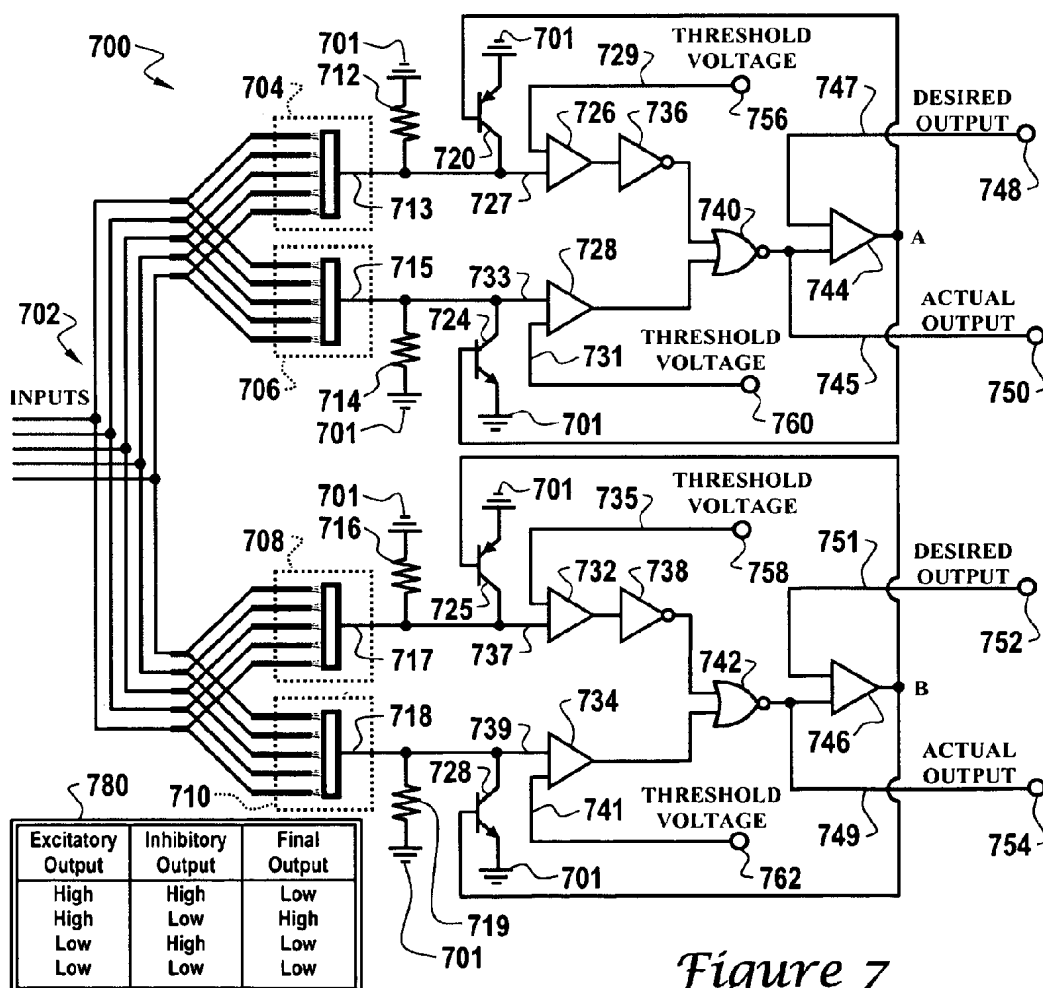 700
701
712
704
701
THRESHOLD
VOLTAGE
729
756
747
DESIRED
OUTPUT
748
720
726
736
713
727
740
715
733
728
744
A
702
724
THRESHOLD
VOLTAGE
731
760
ACTUAL
OUTPUT
745
750
706
714
701
701
INPUTS
701
716
708
701
735
THRESHOLD
VOLTAGE
758
751
DESIRED
OUTPUT
752
725
732
738
717
737
742
718
739
734
746
B
710
728
741
THRESHOLD
VOLTAGE
762
ACTUAL
OUTPUT
749
754
719
701
701
780
Excitatory Output Inhibitory Output Final Output
High High Low
High Low High
Low High Low
Low Low Low
Figure 7